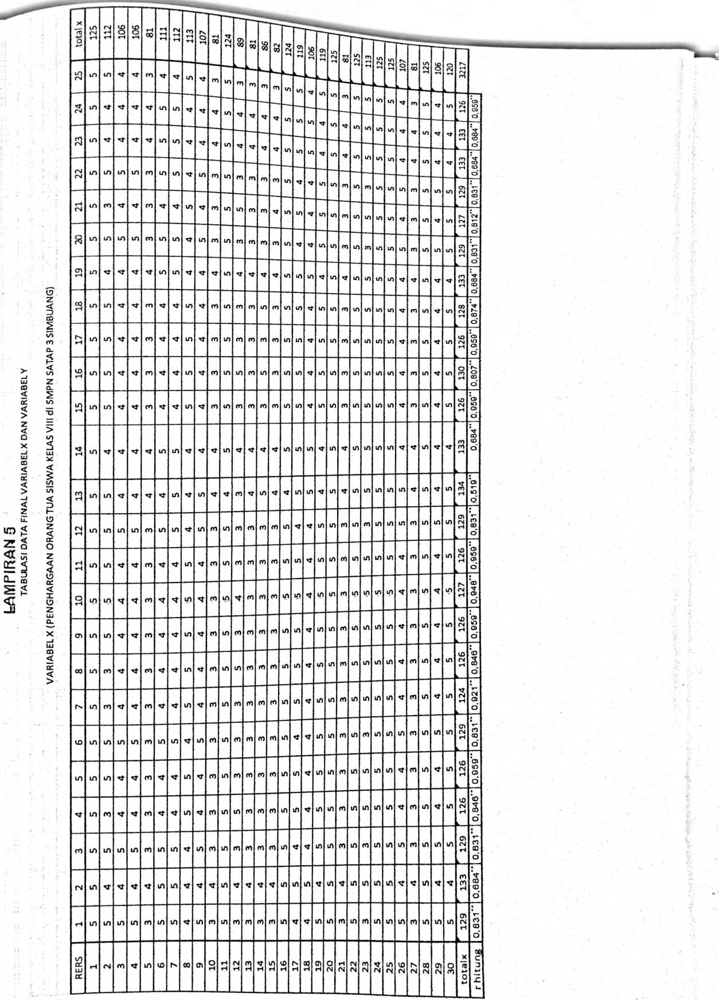 LAMPIRAN 5
TABULASI DATA FINAL VARIABEL X DAN VARIABEL Y
VARIABEL X (PENGHARGAAN ORANG TUA SISWA KELAS VIII di SMPN SATAP 3 SIMBUANG)
RERS 1 2 3 4 5 6 7 8 9 10 11 12 13 14 15 16 17 18 19 20 21 22 23 24 25 total x
1 5 5 5 5 5 5 5 5 5 5 5 5 5 5 5 5 5 5 5 5 5 5 5 5 5 125
2 5 4 5 3 5 5 3 3 5 5 5 5 5 4 5 5 5 5 4 5 3 5 4 4 5 112
3 5 4 5 4 4 5 4 4 4 4 4 5 4 4 4 4 4 4 4 5 4 5 4 4 4 106
4 5 4 5 4 4 5 4 4 4 4 4 5 4 4 4 4 4 4 4 5 4 5 4 4 4 106
5 3 4 3 3 3 3 3 3 3 3 3 3 4 4 3 3 3 3 4 3 3 3 4 4 3 81
6 5 5 5 4 4 5 4 4 4 4 4 5 4 5 4 4 4 4 5 5 4 5 5 5 4 111
7 5 5 5 4 4 5 4 4 4 4 4 5 5 5 4 4 4 4 5 5 4 5 5 5 4 112
8 4 4 4 5 5 4 5 5 5 5 5 4 4 4 5 5 5 5 4 4 5 4 4 4 5 113
9 5 4 5 4 4 5 4 4 4 4 4 5 5 4 4 4 4 4 4 5 4 5 4 4 4 107
10 3 4 3 3 3 3 3 3 3 3 3 3 4 4 3 3 3 3 4 3 3 3 4 4 3 81
11 5 5 5 5 5 5 5 5 5 5 5 5 4 5 5 5 5 5 5 5 5 5 5 5 5 124
12 3 4 3 5 3 3 3 5 3 4 3 3 3 4 3 5 3 3 4 3 5 3 4 4 3 89
13 3 4 3 3 3 3 3 3 3 3 3 3 4 4 3 3 3 3 4 3 3 3 4 4 3 81
14 3 4 3 3 3 3 3 3 3 3 3 3 5 4 3 5 3 5 4 3 3 3 4 4 3 86
15 3 4 3 3 3 3 3 3 3 3 3 3 4 4 3 3 3 3 4 3 4 3 4 4 3 82
16 5 5 5 5 5 5 5 5 5 5 5 5 4 5 5 5 5 5 5 5 5 5 5 5 5 124
17 4 5 4 5 5 4 5 5 5 5 5 4 5 5 5 5 5 5 5 4 5 4 5 5 5 119
18 4 5 4 4 4 4 4 4 4 4 4 4 5 5 4 4 4 4 5 4 4 4 5 5 4 106
19 5 4 5 5 5 5 5 5 5 5 5 5 4 4 5 5 5 5 4 5 5 5 4 4 5 119
20 5 5 5 5 5 5 5 5 5 5 5 5 5 5 5 5 5 5 5 5 5 5 5 5 5 125
21 3 4 3 3 3 3 3 3 3 3 3 3 4 4 3 3 3 3 4 3 3 3 4 4 3 81
22 5 5 5 5 5 5 5 5 5 5 5 5 5 5 5 5 5 5 5 5 5 5 5 5 5 125
23 3 5 3 5 5 3 5 5 5 5 5 3 5 5 5 5 5 5 5 3 5 3 5 5 5 113
24 5 5 5 5 5 5 5 5 5 5 5 5 5 5 5 5 5 5 5 5 5 5 5 5 5 125
25 5 5 5 5 5 5 5 5 5 5 5 5 5 5 5 5 5 5 5 5 5 5 5 5 5 125
26 5 4 5 4 4 5 4 4 4 4 4 5 5 4 4 4 4 4 4 5 4 5 4 4 4 107
27 3 4 3 3 3 3 3 3 3 3 3 3 4 4 3 3 3 3 4 3 3 3 4 4 3 81
28 5 5 5 5 5 5 5 5 5 5 5 5 5 5 5 5 5 5 5 5 5 5 5 5 5 125
29 5 4 5 4 4 5 4 4 4 4 4 5 4 4 4 4 4 4 4 5 4 5 4 4 4 106
30 5 4 5 5 5 5 5 5 5 5 5 5 5 4 5 5 5 5 4 5 5 5 4 4 5 120
totalx 129 133 129 126 126 129 124 126 126 127 126 129 134 133 126 130 126 128 133 129 127 129 133 133 126 3217
r hitung 0,831** 0,684** 0,831** 0,846** 0,959** 0,831** 0,921** 0,846** 0,959** 0,948** 0,959** 0,831** 0,519** 0,684** 0,959** 0,807** 0,959** 0,874** 0,684** 0,831** 0,812** 0,831** 0,684** 0,684** 0,959**